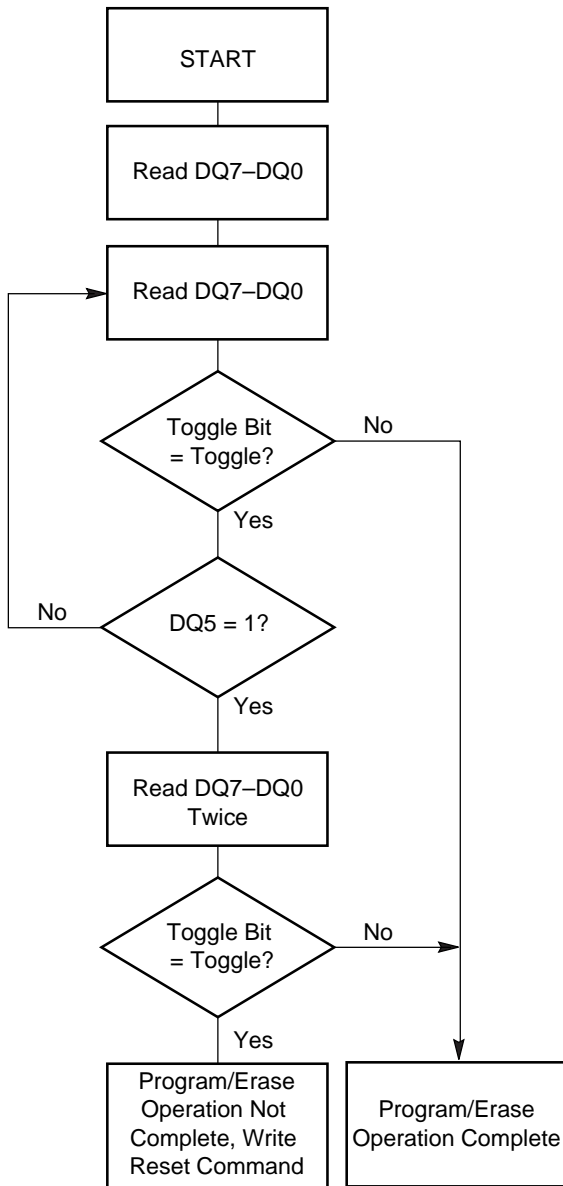 START
Read DQ7–DQ0
Read DQ7–DQ0
Toggle Bit
= Toggle?
No
Yes
No
DQ5 = 1?
Yes
Read DQ7–DQ0
Twice
Toggle Bit
= Toggle?
No
Yes
Program/Erase
Operation Not
Complete, Write
Reset Command
Program/Erase
Operation Complete